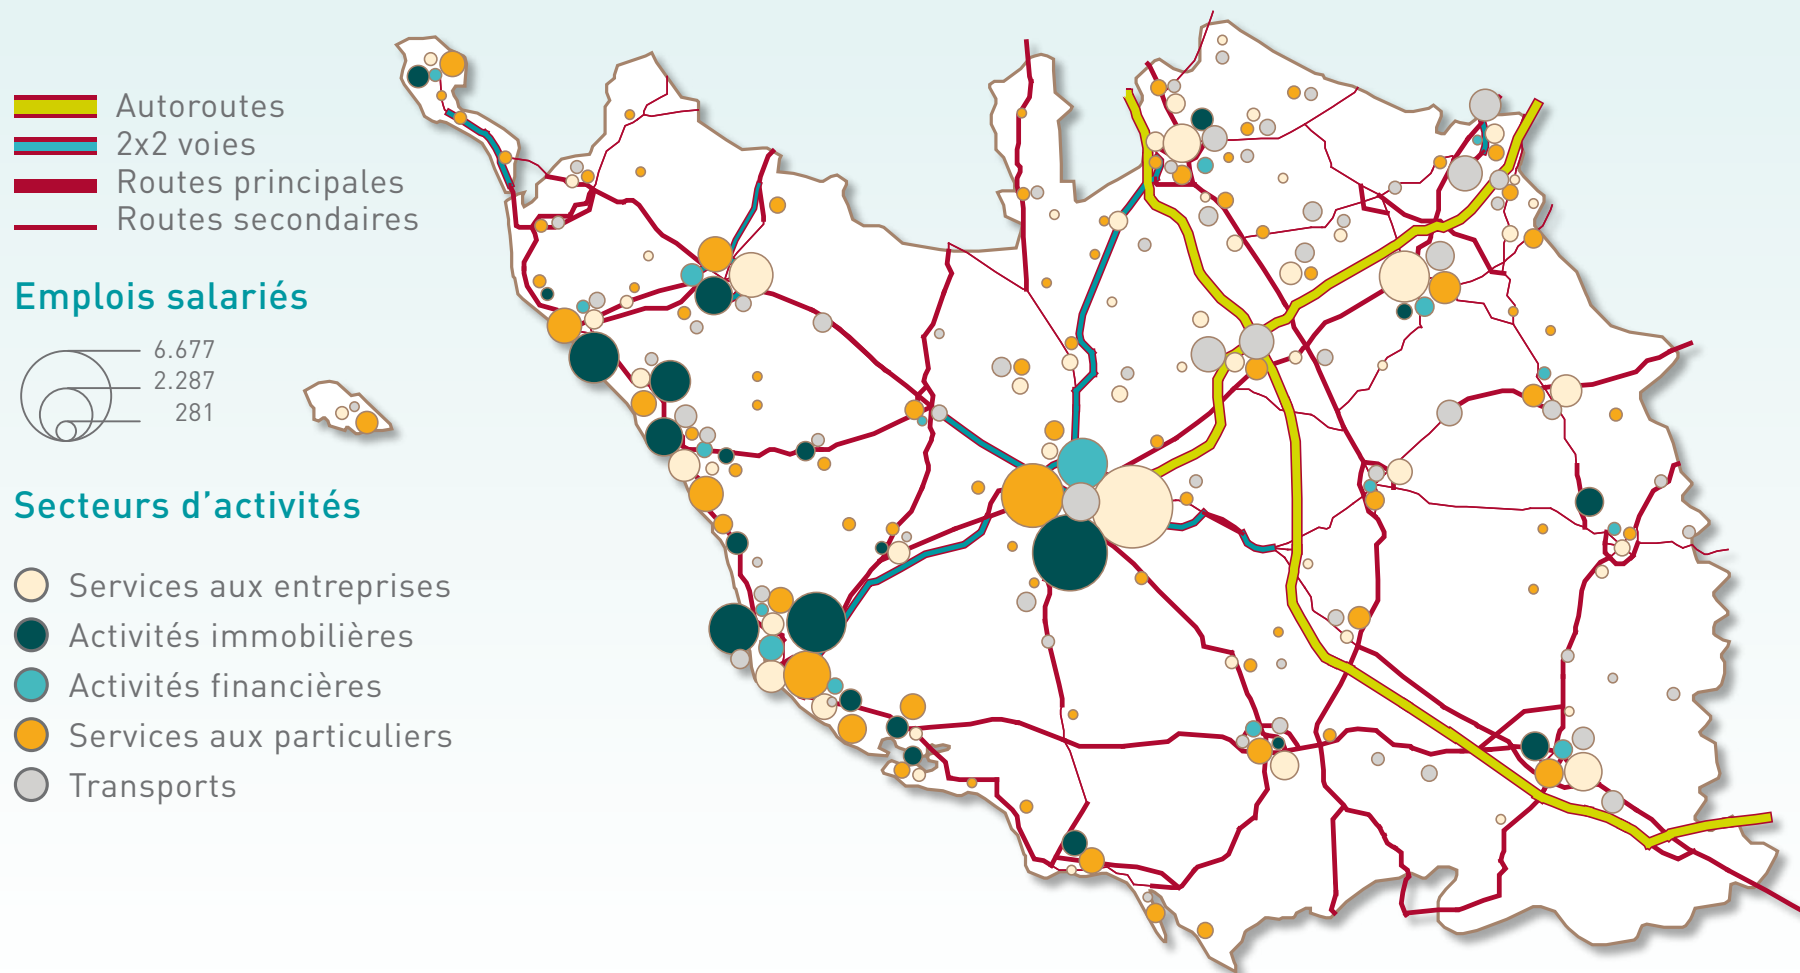 Autoroutes
2x2 voies
Routes principales
Routes secondaires
Emplois salariés
6.677
2.287
281
Secteurs d'activités
Services aux entreprises
Activités immobilières
Activités financières
Services aux particuliers
Transports